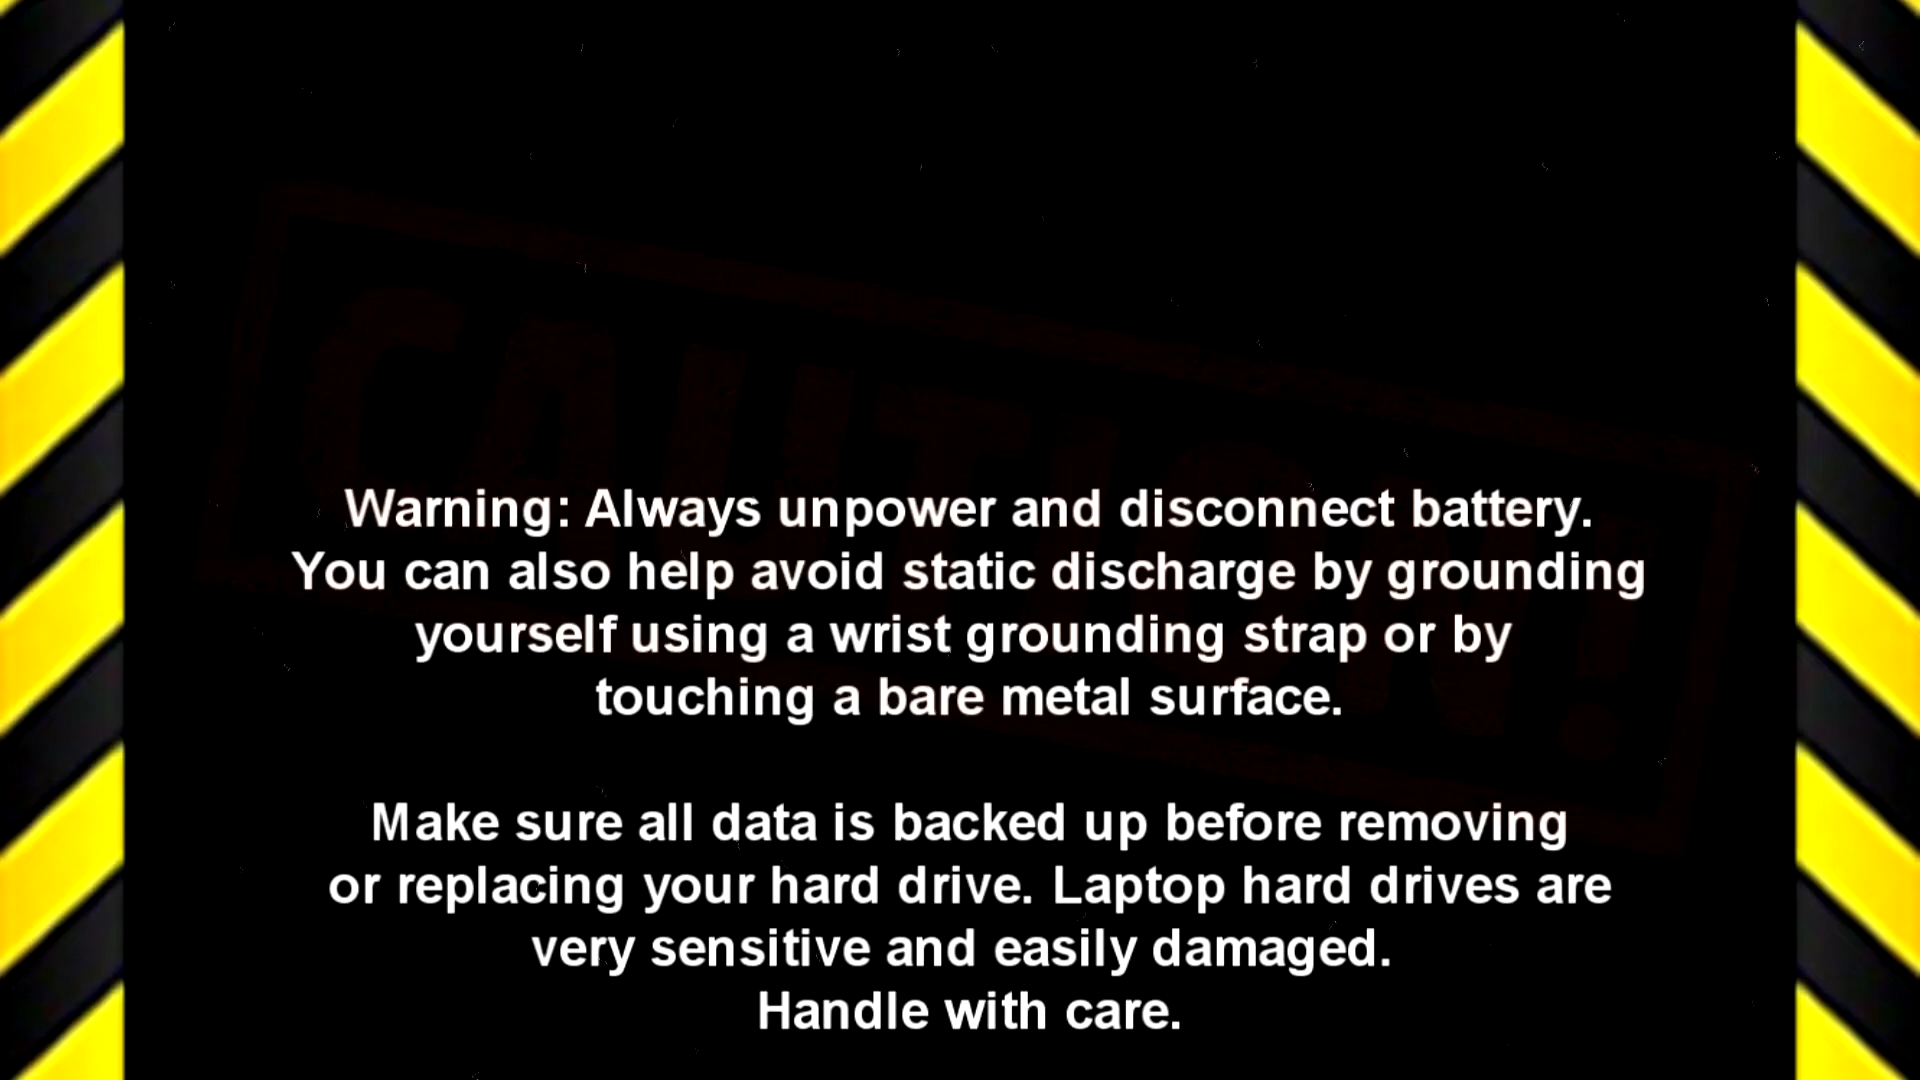 CAUTION!
Warning: Always unpower and disconnect battery.
You can also help avoid static discharge by grounding
yourself using a wrist grounding strap or by
touching a bare metal surface.
Make sure all data is backed up before removing
or replacing your hard drive. Laptop hard drives are
very sensitive and easily damaged.
Handle with care.